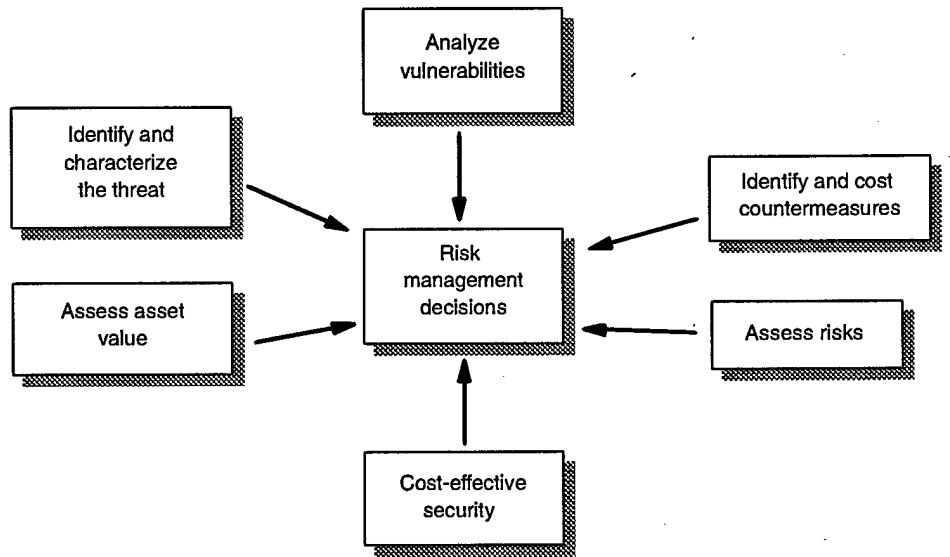 Analyze
vulnerabilities
Identify and
characterize
the threat
Identify and cost
countermeasures
Risk
management
decisions
Assess asset
value
Assess risks
Cost-effective
security